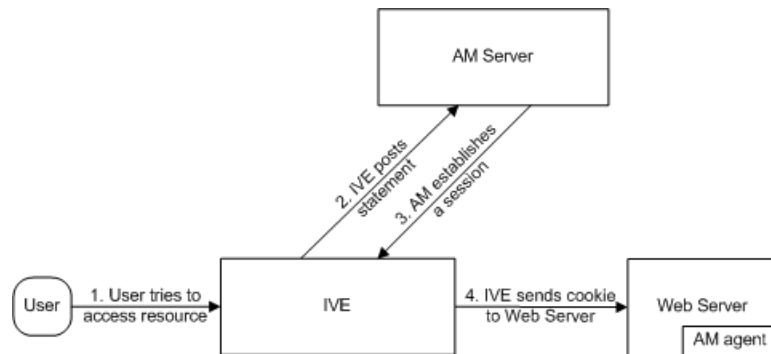 AM Server
2. IVE posts
statement
3. AM establishes
a session
User
1. User tries to
access resource
IVE
4. IVE sends cookie
to Web Server
Web Server
AM agent